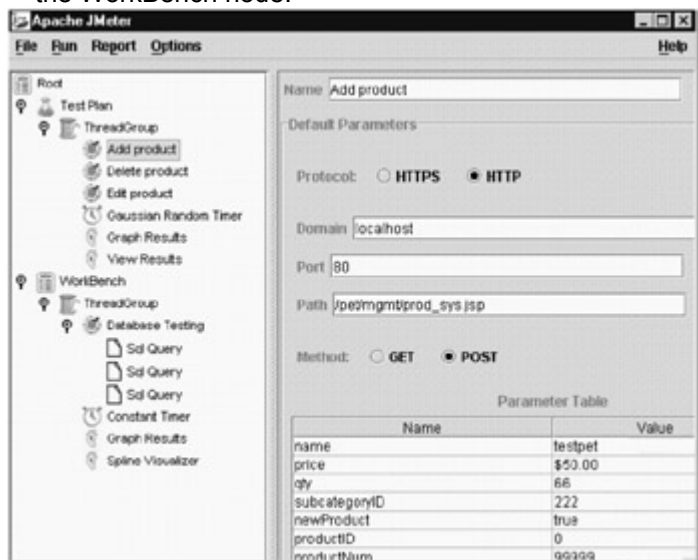 the WorkBench node.
Apache JMeter
File Run Report Options Help
Root
Test Plan
ThreadGroup
Add product
Delete product
Edit product
Gaussian Random Timer
Graph Results
View Results
WorkBench
ThreadGroup
Database Testing
Sql Query
Sql Query
Sql Query
Constant Timer
Graph Results
Spline Visualizer
Name Add product
Default Parameters
Protocol: HTTPS HTTP
Domain localhost
Port 80
Path /pet/mgmt/prod_sys.jsp
Method: GET POST
Parameter Table
Name Value
name testpet
price $50.00
qty 66
subcategoryID 222
newProduct true
productID 0
productNum 99999